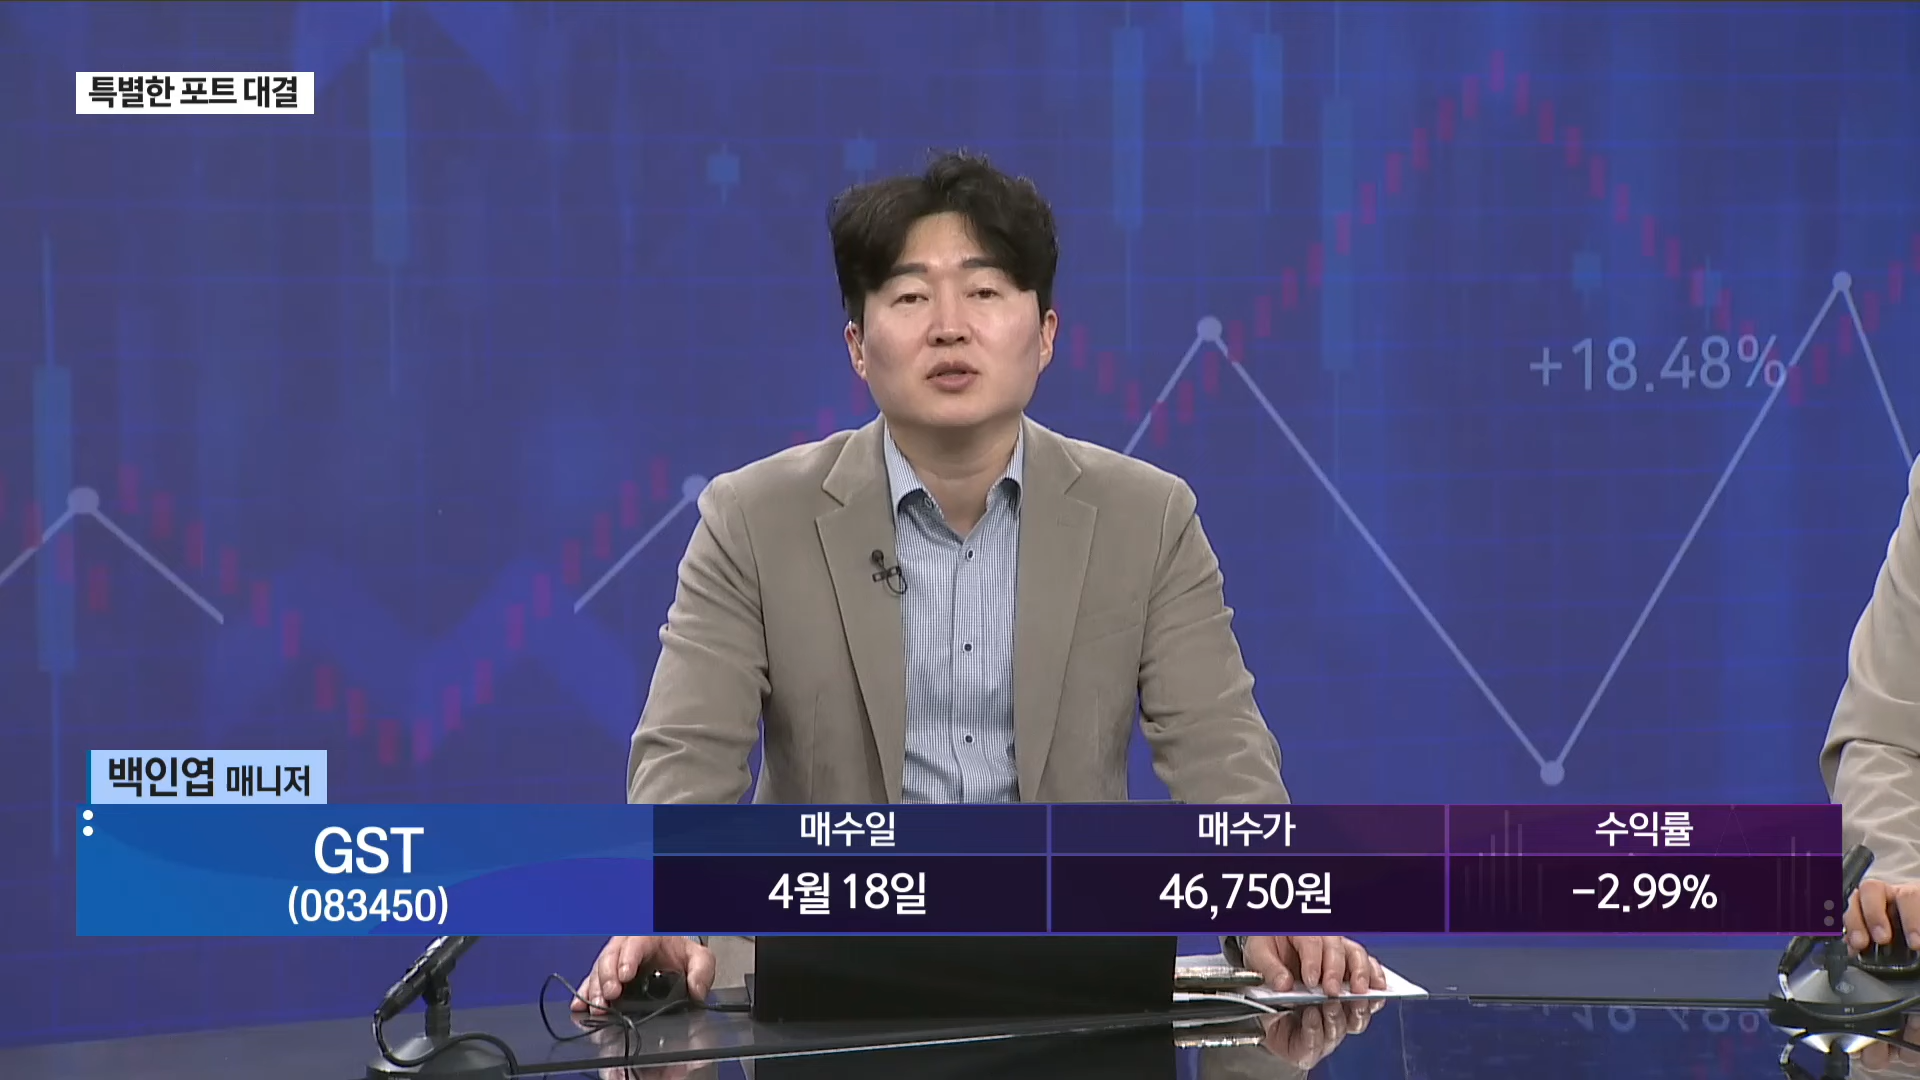 특별한 포트 대결
+18.48%
백인엽 매니저
GST
(083450)
매수일
매수가
수익률
4월 18일
46,750원
-2.99%